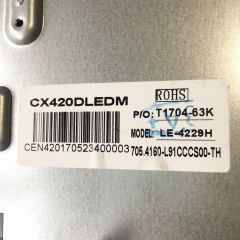 ROHS
CX420DLEDM
P/O: T1704-63K
MODEL: LE-4229H
CEN420170523400003
705.4160-L91CCCS00-TH